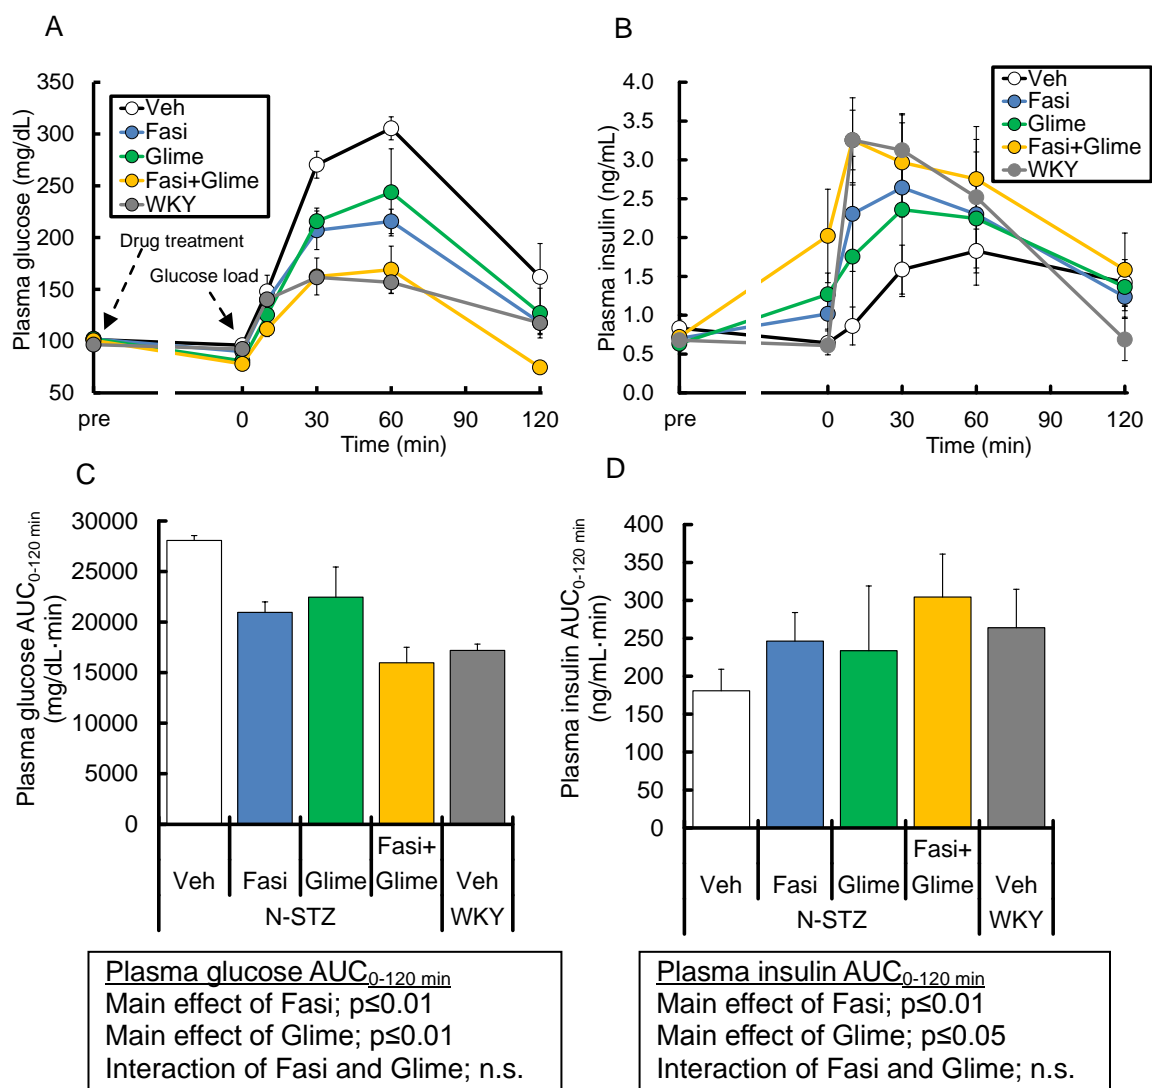 A
Plasma glucose (mg/dL)
350
300
250
200
150
100
50
Veh
Fasi
Glime
Fasi+Glime
WKY
Drug treatment
Glucose load
pre
0
30
60
90
120
Time (min)
B
Plasma insulin (ng/mL)
4.0
3.5
3.0
2.5
2.0
1.5
1.0
0.5
0.0
Veh
Fasi
Glime
Fasi+Glime
WKY
pre
0
30
60
90
120
Time (min)
C
Plasma glucose AUC0-120 min
(mg/dL·min)
30000
25000
20000
15000
10000
5000
0
Veh
Fasi
Glime
Fasi+
Glime
Veh
N-STZ
WKY
D
Plasma insulin AUC0-120 min
(ng/mL·min)
400
350
300
250
200
150
100
50
0
Veh
Fasi
Glime
Fasi+
Glime
Veh
N-STZ
WKY
Plasma glucose AUC0-120 min
Main effect of Fasi; p≤0.01
Main effect of Glime; p≤0.01
Interaction of Fasi and Glime; n.s.
Plasma insulin AUC0-120 min
Main effect of Fasi; p≤0.01
Main effect of Glime; p≤0.05
Interaction of Fasi and Glime; n.s.